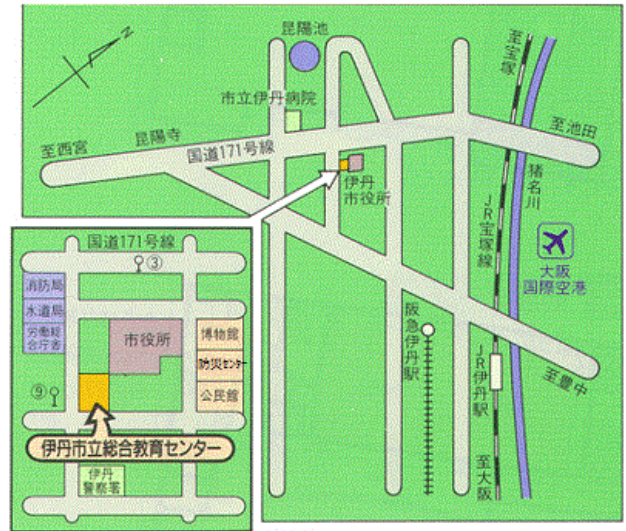 N
昆陽池
市立伊丹病院
至西宮
昆陽寺
国道171号線
至池田
至宝塚
伊丹
市役所
猪名川
JR宝塚線
大阪
国際空港
阪急伊丹駅
JR伊丹駅
至豊中
至大阪
国道171号線
③
消防局
水道局
労働総
合庁舎
市役所
博物館
防災センター
公民館
⑨
伊丹市立総合教育センター
伊丹
警察署